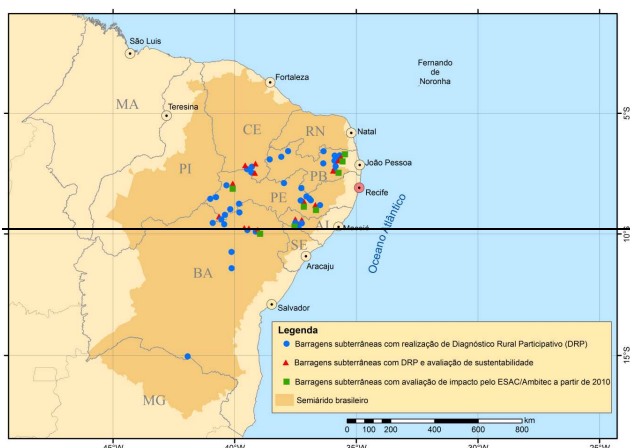 São Luis
Fernando
de
Noronha
Fortaleza
MA
Teresina
5°S
CE
RN
Natal
PI
João Pessoa
PB
PE
Recife
AL
Maceió
10°S
SE
Oceano Atlântico
BA
Aracaju
Salvador
Legenda
Barragens subterrâneas com realização de Diagnóstico Rural Participativo (DRP)
Barragens subterrâneas com DRP e avaliação de sustentabilidade
Barragens subterrâneas com avaliação de impacto pelo ESAC/Ambitec a partir de 2010
Semiárido brasileiro
15°S
MG
km
0 100 200 400 600 800
45°W 40°W 35°W 30°W 25°W